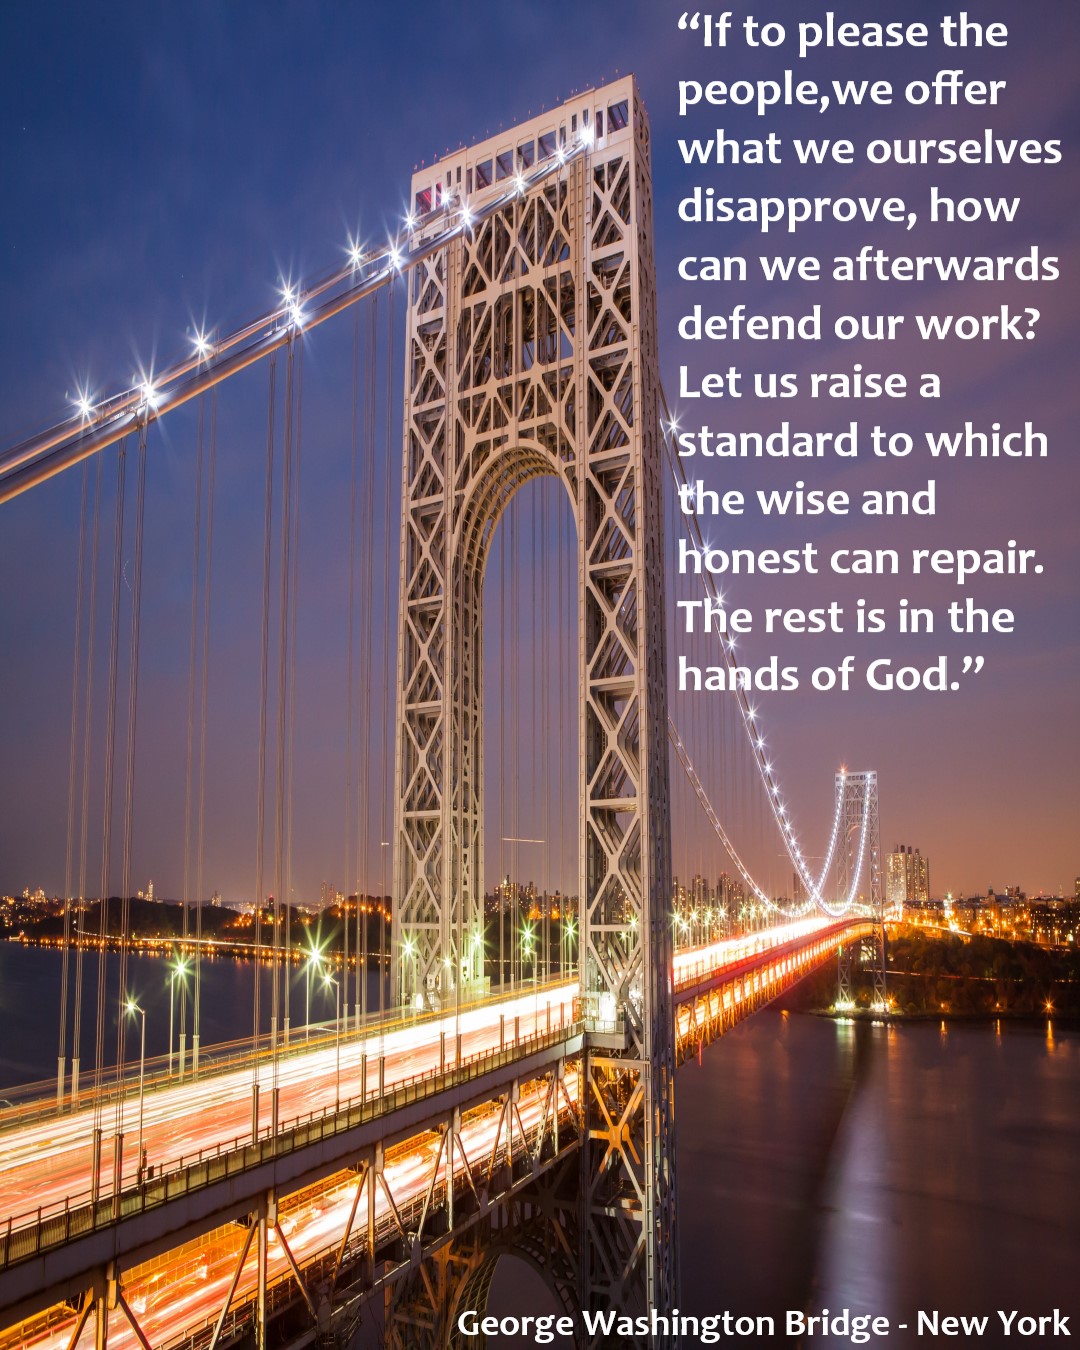 “If to please the
people,we offer
what we ourselves
disapprove, how
can we afterwards
defend our work?
Let us raise a
standard to which
the wise and
honest can repair.
The rest is in the
hands of God.”
George Washington Bridge - New York